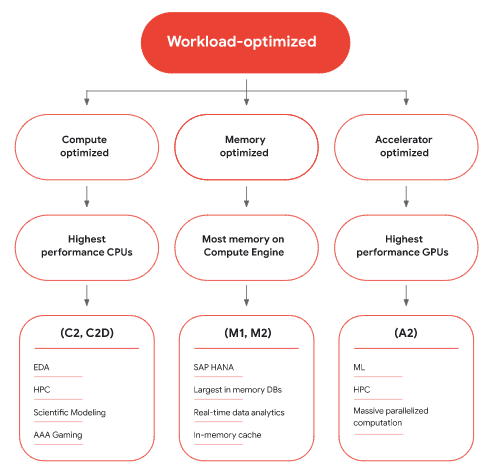 Workload-optimized
Compute
optimized
Memory
optimized
Accelerator
optimized
Highest
performance CPUs
Most memory on
Compute Engine
Highest
performance GPUs
(C2, C2D)
EDA
HPC
Scientific Modeling
AAA Gaming
(M1, M2)
SAP HANA
Largest in memory DBs
Real-time data analytics
In-memory cache
(A2)
ML
HPC
Massive parallelized
computation